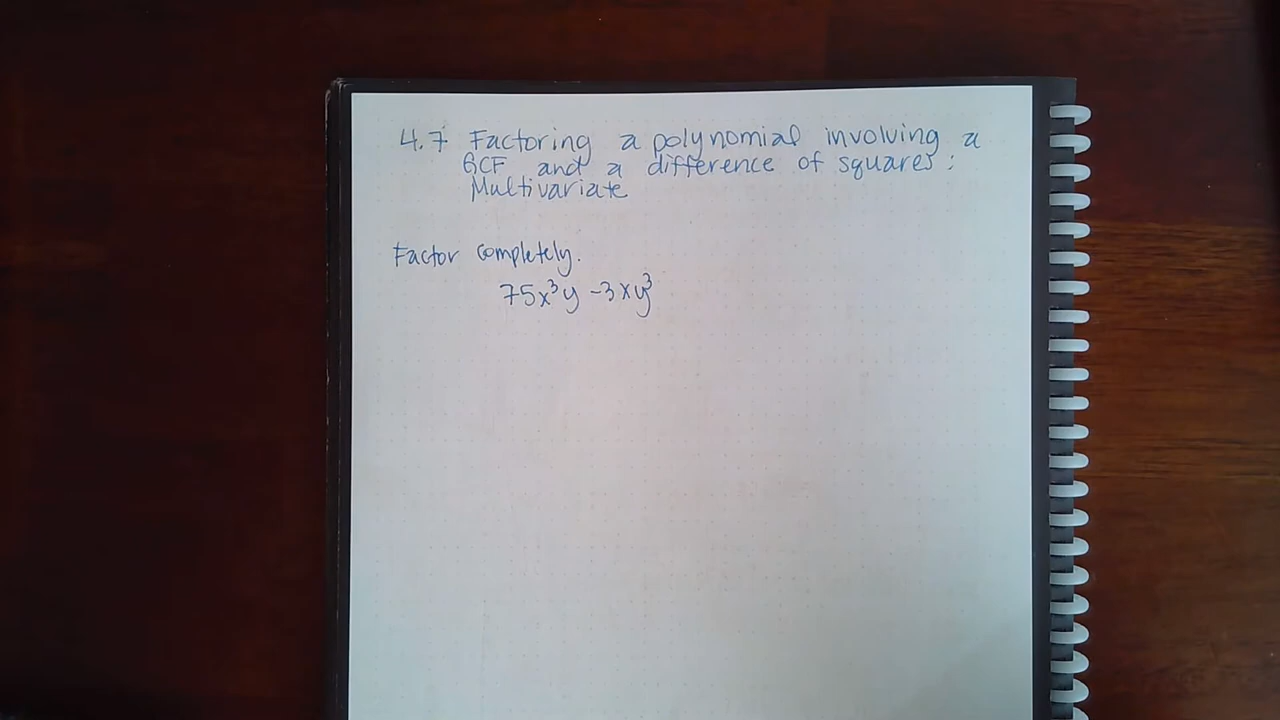 4.7 Factoring a polynomial involving a
GCF and a difference of squares:
Multivariate
Factor completely.
75x³y -3xy³